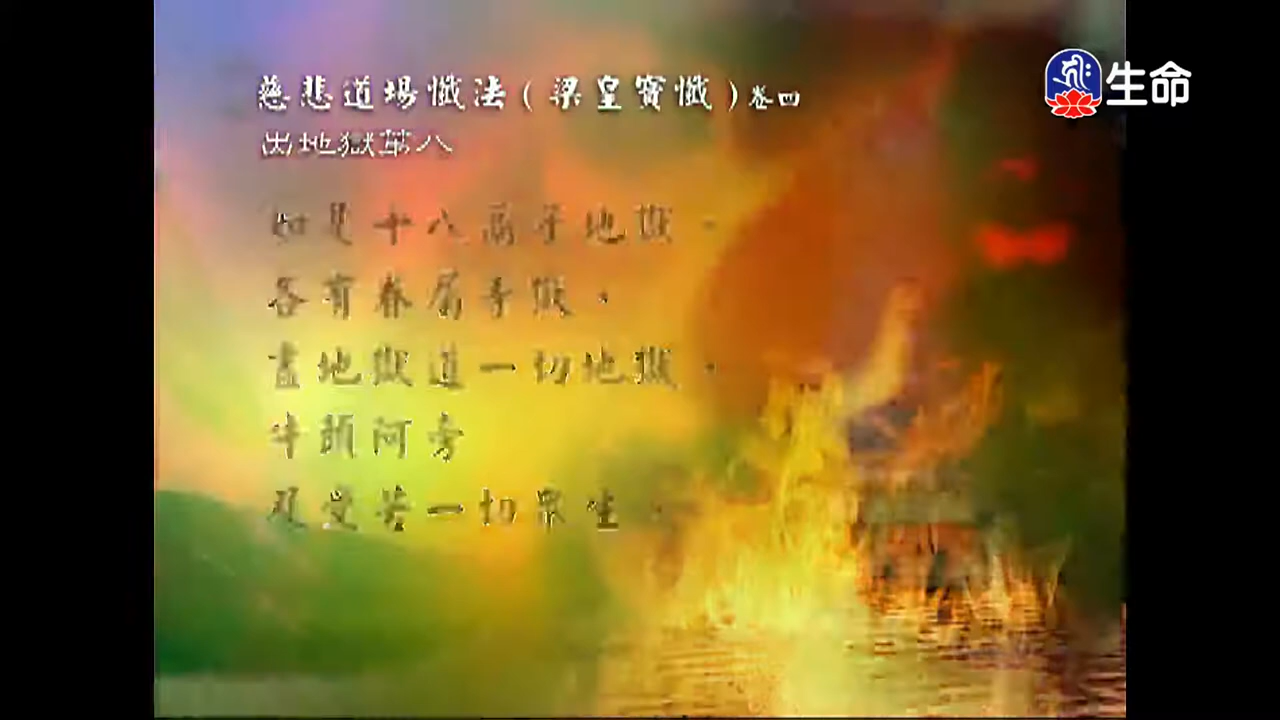 慈悲道場懺法(梁皇寶懺)卷四
生命
出地獄第八
如是十八萬子地獄。
各有眷屬等獄。
盡地獄道一切地獄。
牛頭阿旁
及受苦一切眾生。